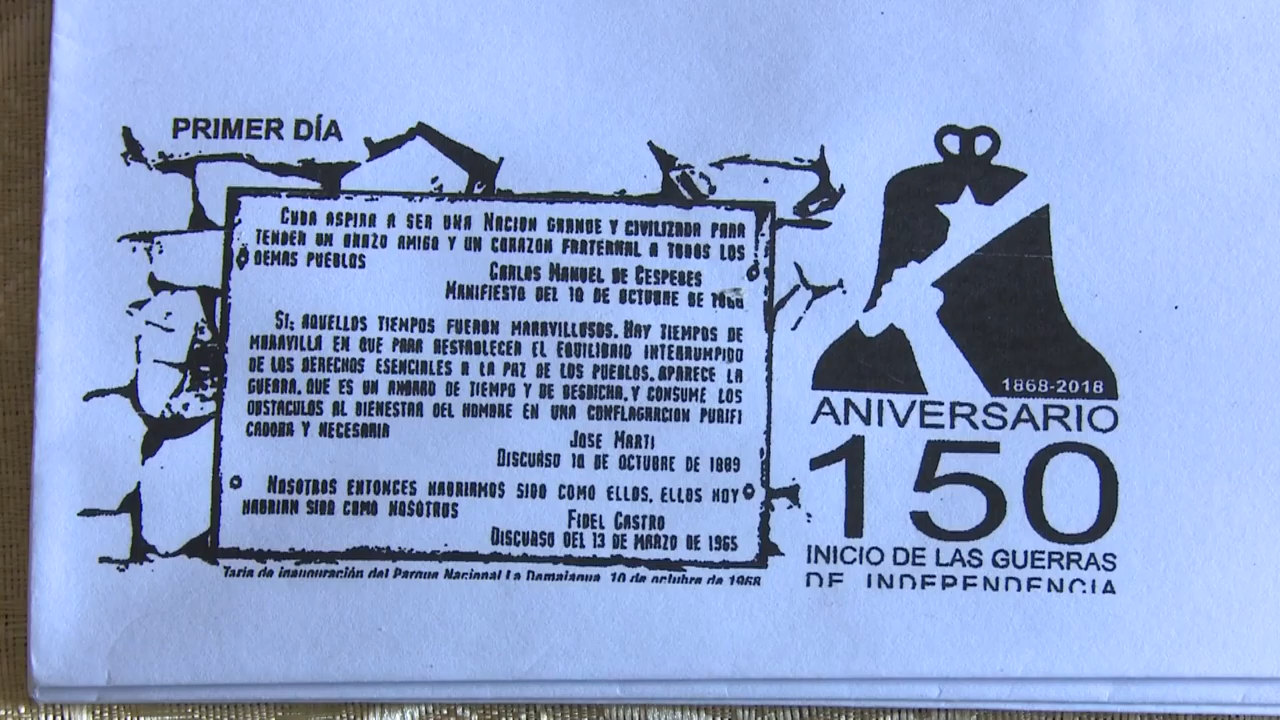 PRIMER DÍA
CUBA ASPIRA A SER UNA NACION GRANDE Y CIVILIZADA PARA
TENDER UN BRAZO AMIGO Y UN CORAZON FRATERNAL A TODOS LOS
DEMAS PUEBLOS
CARLOS MANUEL DE CESPEDES
MANIFIESTO DEL 10 DE OCTUBRE DE 1868
SI; AQUELLOS TIEMPOS FUERON MARAVILLOSOS. HAY TIEMPOS DE
MARAVILLA EN QUE PARA RESTABLECER EL EQUILIBRIO INTERRUMPIDO
DE LOS DERECHOS ESENCIALES A LA PAZ DE LOS PUEBLOS. APARECE LA
GUERRA, QUE ES UN AHORRO DE TIEMPO Y DE DESDICHA, Y CONSUME LOS
OBSTACULOS AL BIENESTAR DEL HOMBRE EN UNA CONFLAGRACION PURIFI
CADORA Y NECESARIA
JOSE MARTI
DISCURSO 10 DE OCTUBRE DE 1889
NOSOTROS ENTONCES HABRIAMOS SIDO COMO ELLOS, ELLOS HOY
HABRIAN SIDO COMO NOSOTROS
FIDEL CASTRO
DISCURSO DEL 13 DE MARZO DE 1965
Tarja de inauguración del Parque Nacional La Demajagua, 10 de octubre de 1968
1868-2018
ANIVERSARIO
150
INICIO DE LAS GUERRAS
DE INDEPENDENCIA